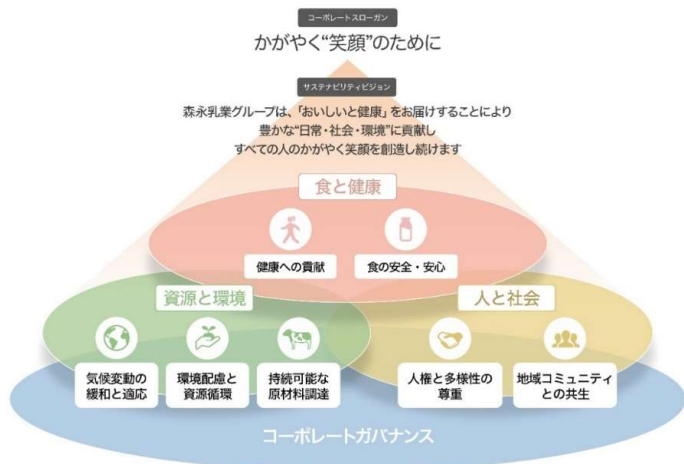 コーポレートスローガン
かがやく“笑顔”のために
サステナビリティビジョン
森永乳業グループは、「おいしいと健康」をお届けすることにより
豊かな“日常・社会・環境”に貢献し
すべての人のかがやく笑顔を創造し続けます
食と健康
健康への貢献
食の安全・安心
資源と環境
気候変動の
緩和と適応
環境配慮と
資源循環
持続可能な
原材料調達
人と社会
人権と多様性の
尊重
地域コミュニティ
との共生
コーポレートガバナンス